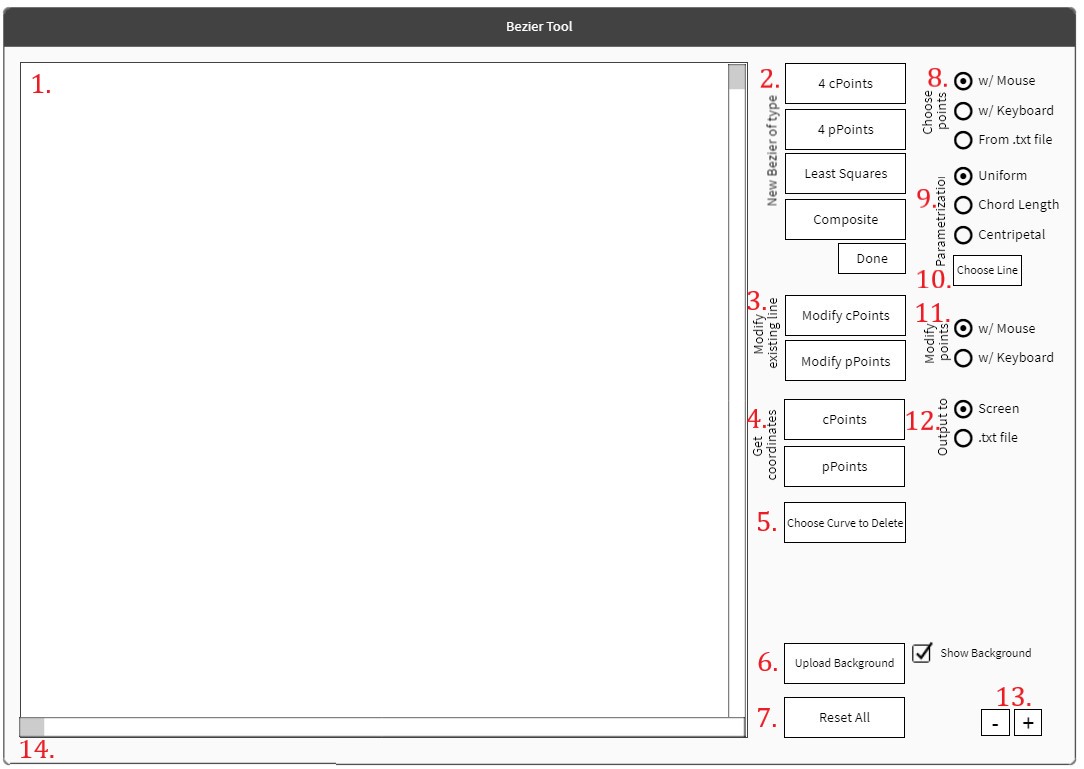 Bezier Tool
1.
2.
New Bezier of type
4 cPoints
4 pPoints
Least Squares
Composite
Done
3.
Modify
existing line
Modify cPoints
Modify pPoints
4.
Get
coordinates
cPoints
pPoints
5.
Choose Curve to Delete
6.
Upload Background
Show Background
7.
Reset All
8.
Choose
points
w/ Mouse
w/ Keyboard
From .txt file
9.
Parametrization
Uniform
Chord Length
Centripetal
10.
Choose Line
11.
Modify
points
w/ Mouse
w/ Keyboard
12.
Output to
Screen
.txt file
13.
- +
14.